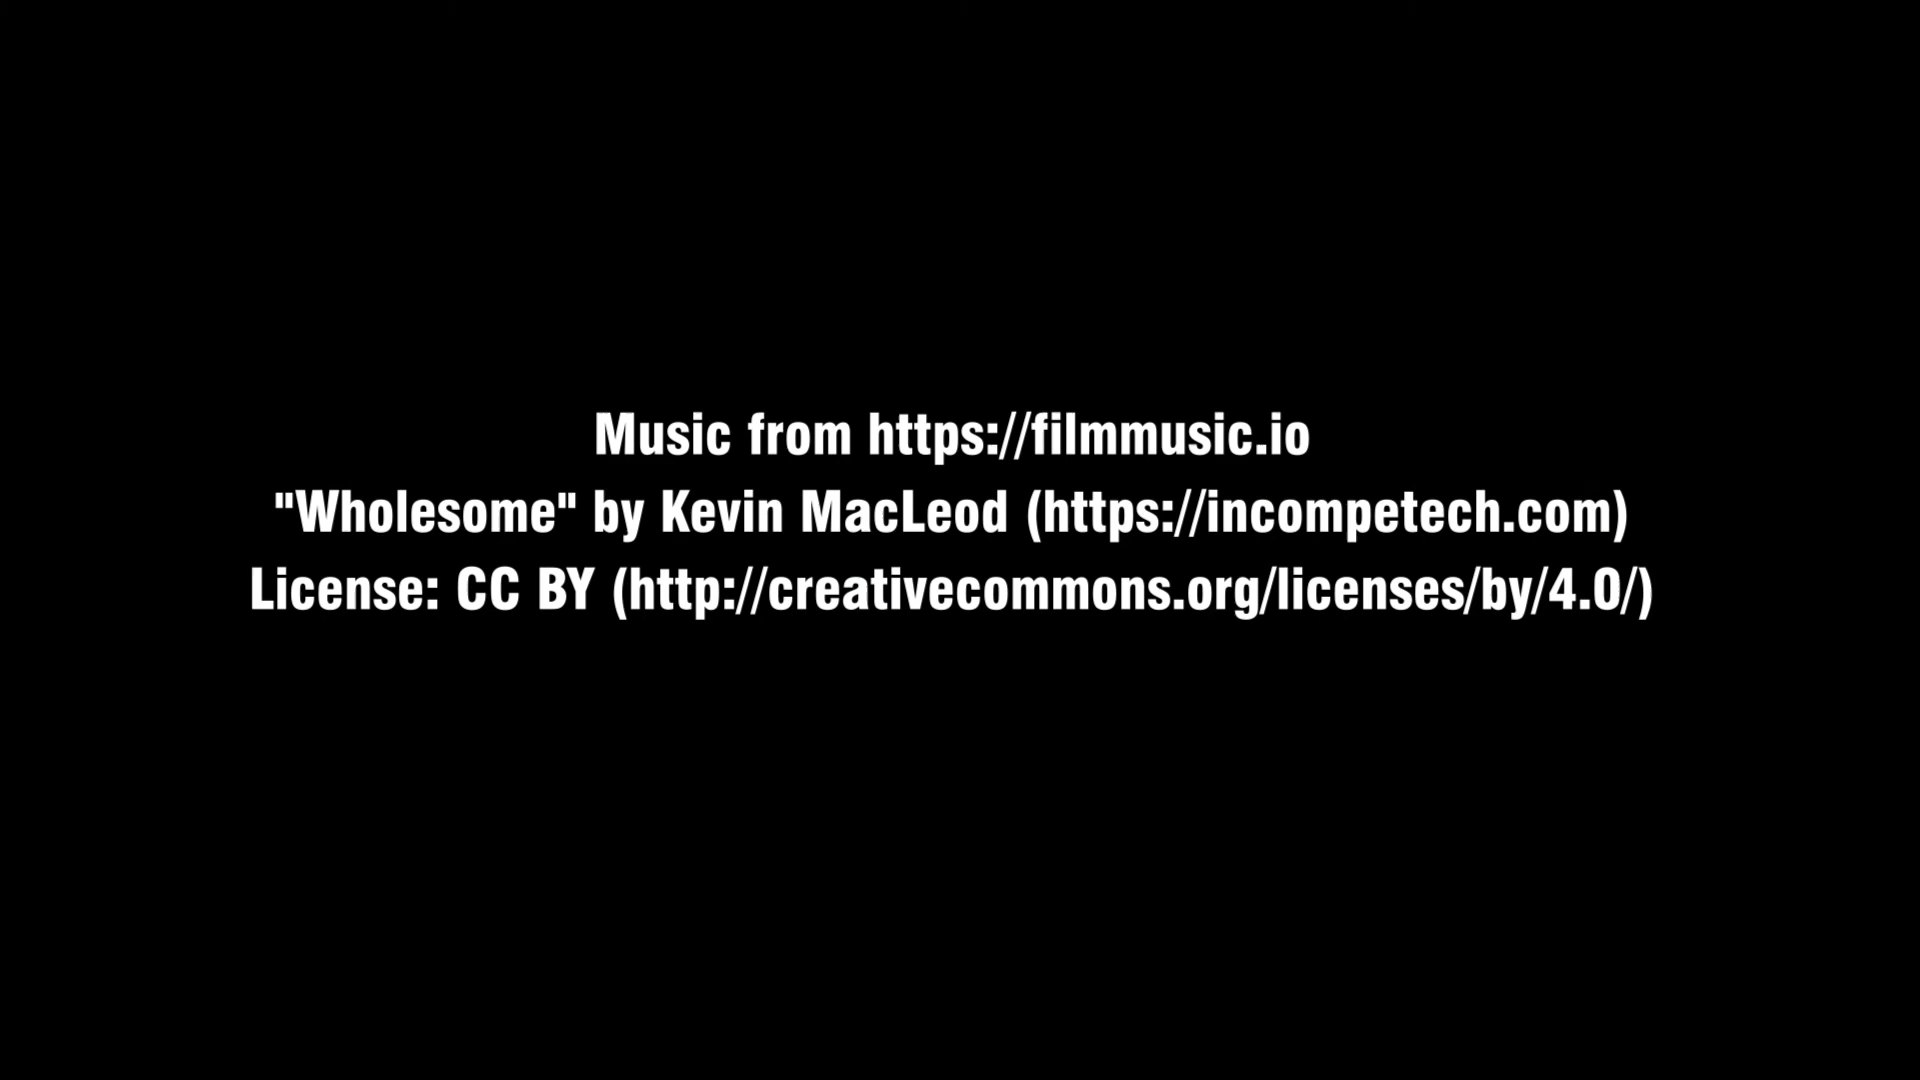 Music from https://filmmusic.io
"Wholesome" by Kevin MacLeod (https://incompetech.com)
License: CC BY (http://creativecommons.org/licenses/by/4.0/)